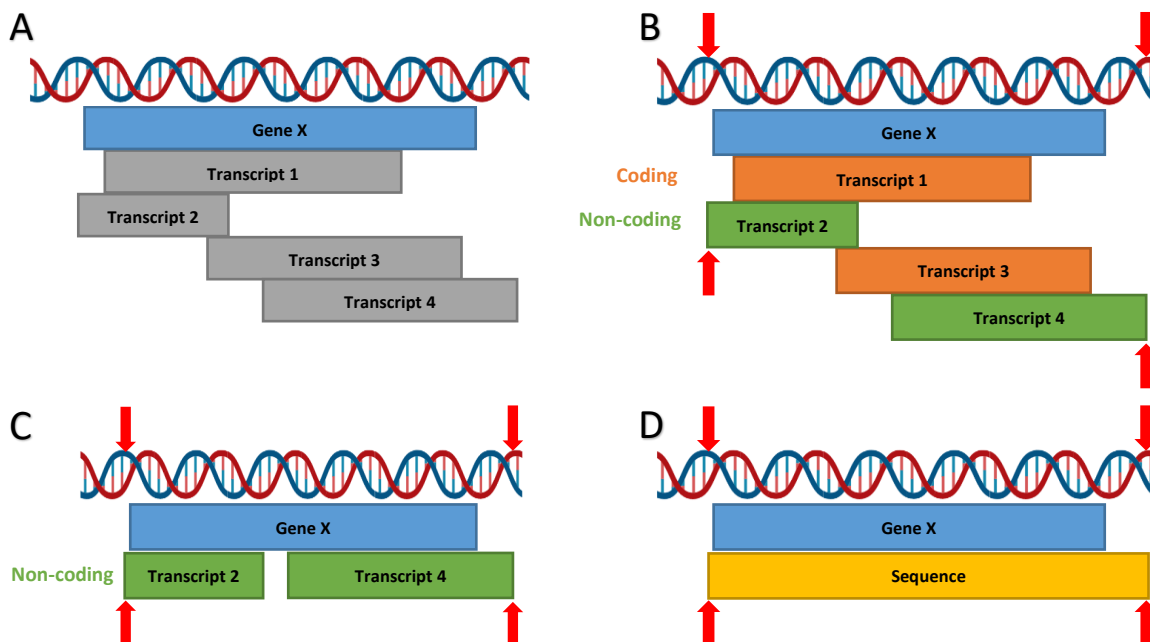 A
Gene X
Transcript 1
Transcript 2
Transcript 3
Transcript 4
B
Gene X
Coding
Transcript 1
Non-coding
Transcript 2
Transcript 3
Transcript 4
C
Gene X
Non-coding
Transcript 2
Transcript 4
D
Gene X
Sequence